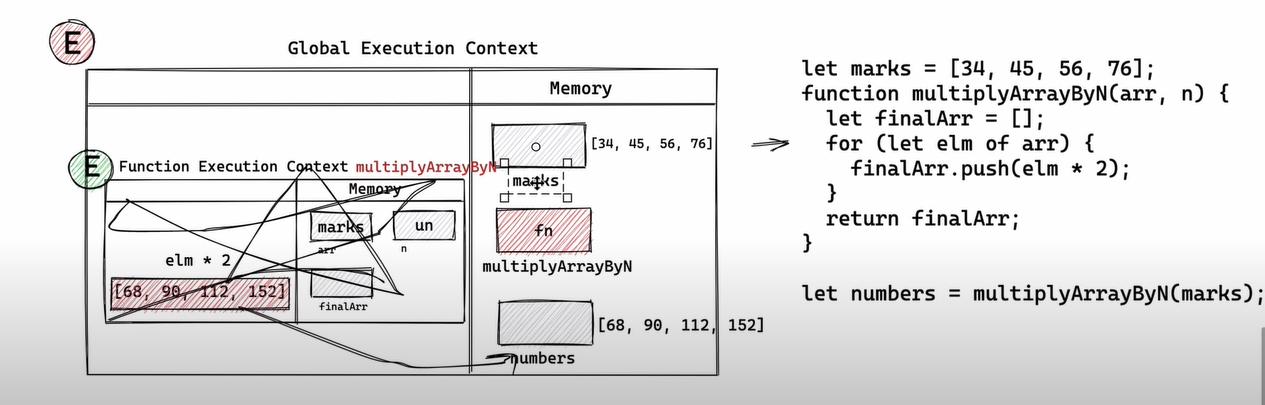 E
Global Execution Context
Memory
[34, 45, 56, 76]
marks
fn
multiplyArrayByN
[68, 90, 112, 152]
numbers
E
Function Execution Context multiplyArrayByN
Memory
marks
arr
un
n
elm * 2
[68, 90, 112, 152]
finalArr
let marks = [34, 45, 56, 76];
function multiplyArrayByN(arr, n) {
let finalArr = [];
for (let elm of arr) {
finalArr.push(elm * 2);
}
return finalArr;
}
let numbers = multiplyArrayByN(marks);